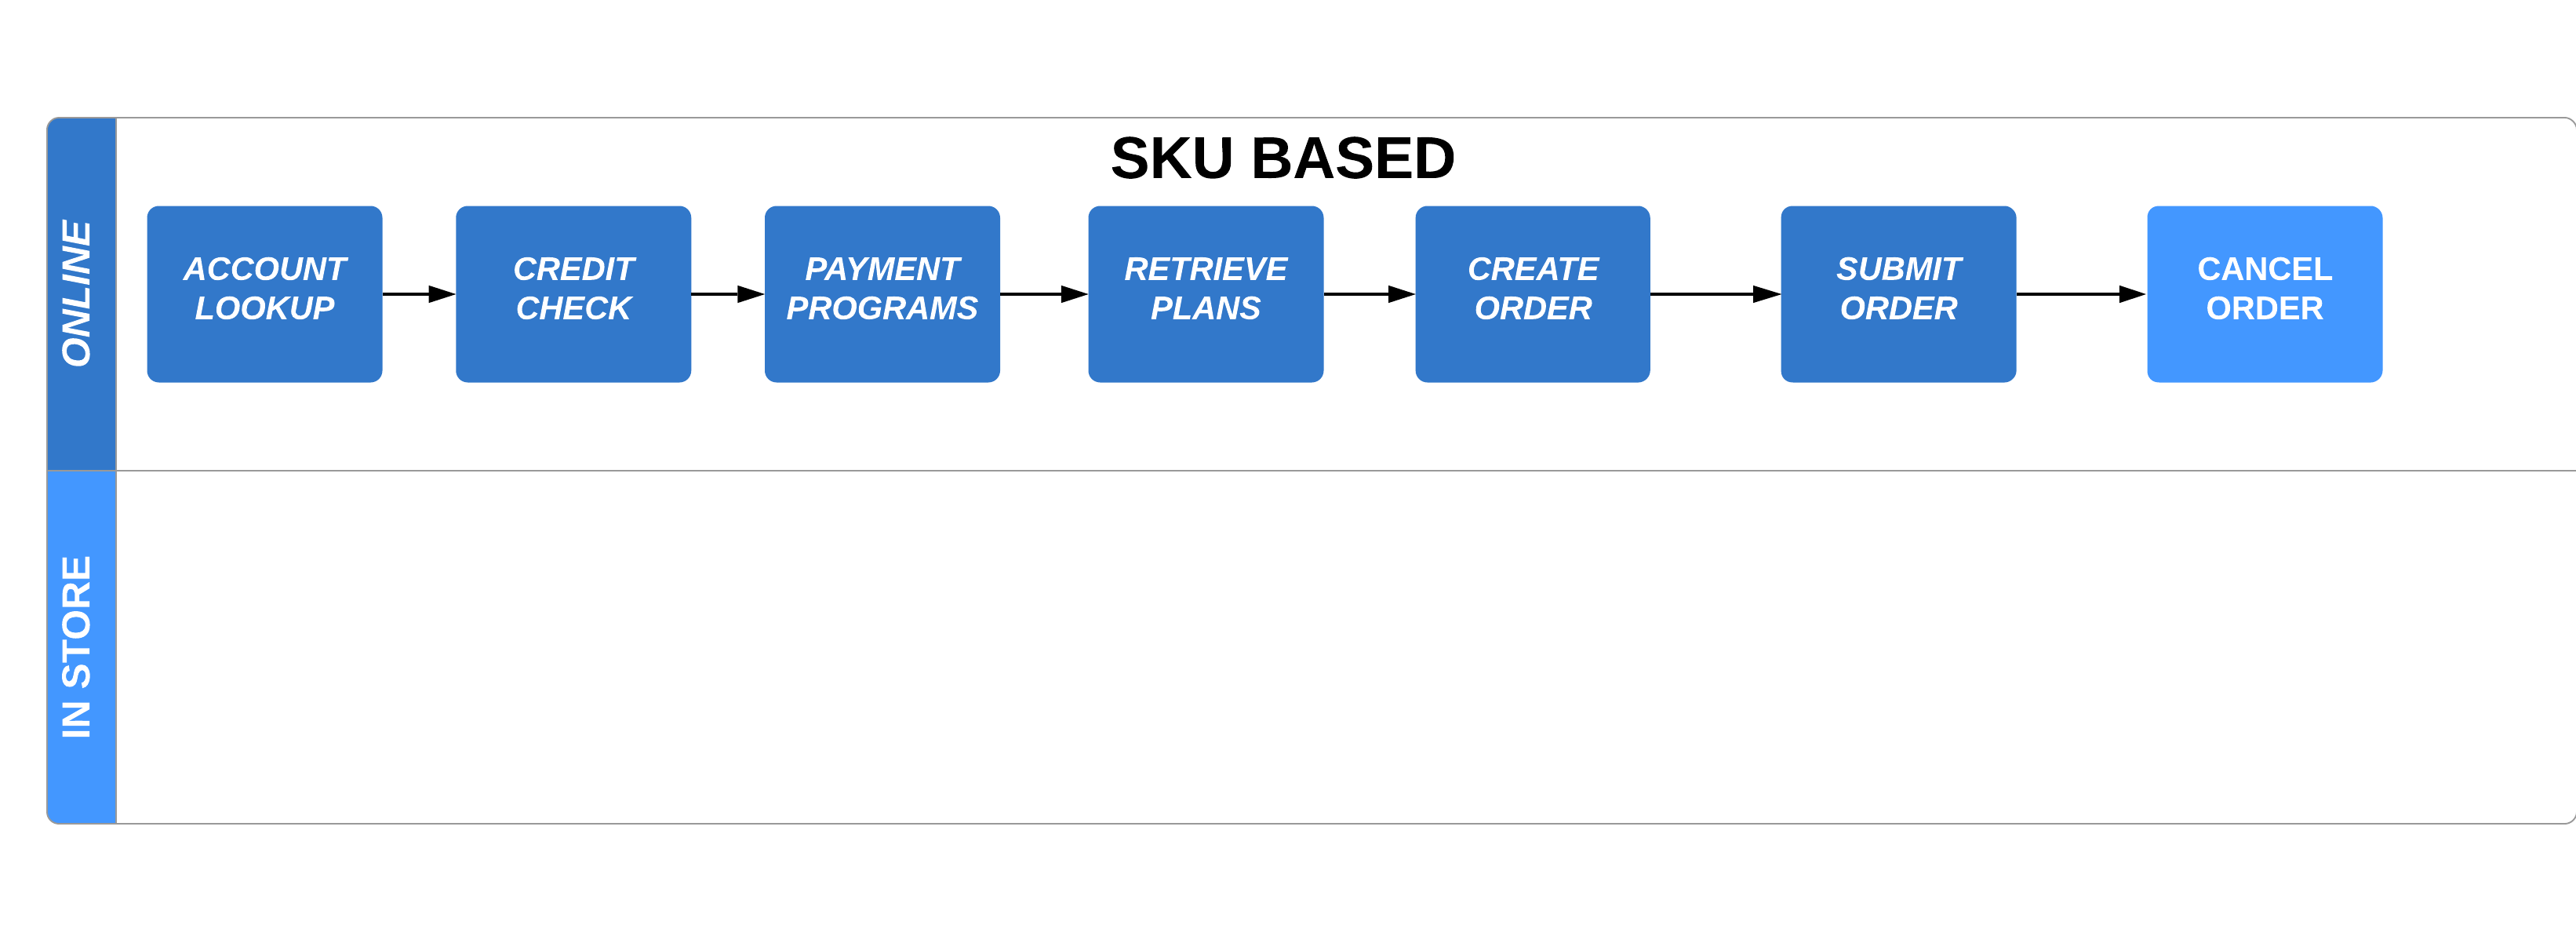 SKU BASED
ONLINE
ACCOUNT
LOOKUP
CREDIT
CHECK
PAYMENT
PROGRAMS
RETRIEVE
PLANS
CREATE
ORDER
SUBMIT
ORDER
CANCEL
ORDER
IN STORE